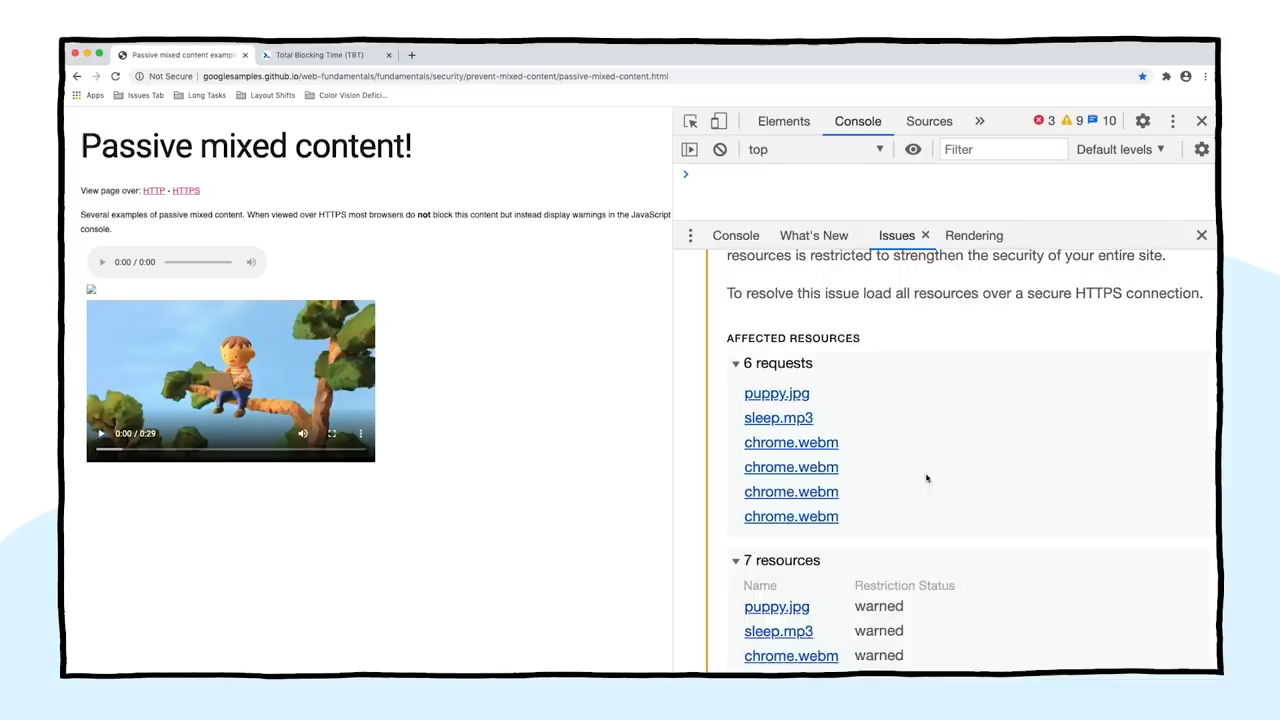 Passive mixed content exampl
Total Blocking Time (TBT)
Not Secure | googlesamples.github.io/web-fundamentals/fundamentals/security/prevent-mixed-content/passive-mixed-content.html
Apps Issues Tab Long Tasks Layout Shifts Color Vision Defici...
Passive mixed content!
View page over: HTTP - HTTPS
Several examples of passive mixed content. When viewed over HTTPS most browsers do not block this content but instead display warnings in the JavaScript
console.
0:00 / 0:00
0:00 / 0:29
Elements Console Sources » 3 9 10
top Filter Default levels
Console What's New Issues Rendering
resources is restricted to strengthen the security of your entire site.
To resolve this issue load all resources over a secure HTTPS connection.
AFFECTED RESOURCES
6 requests
puppy.jpg
sleep.mp3
chrome.webm
chrome.webm
chrome.webm
chrome.webm
7 resources
Name Restriction Status
puppy.jpg warned
sleep.mp3 warned
chrome.webm warned